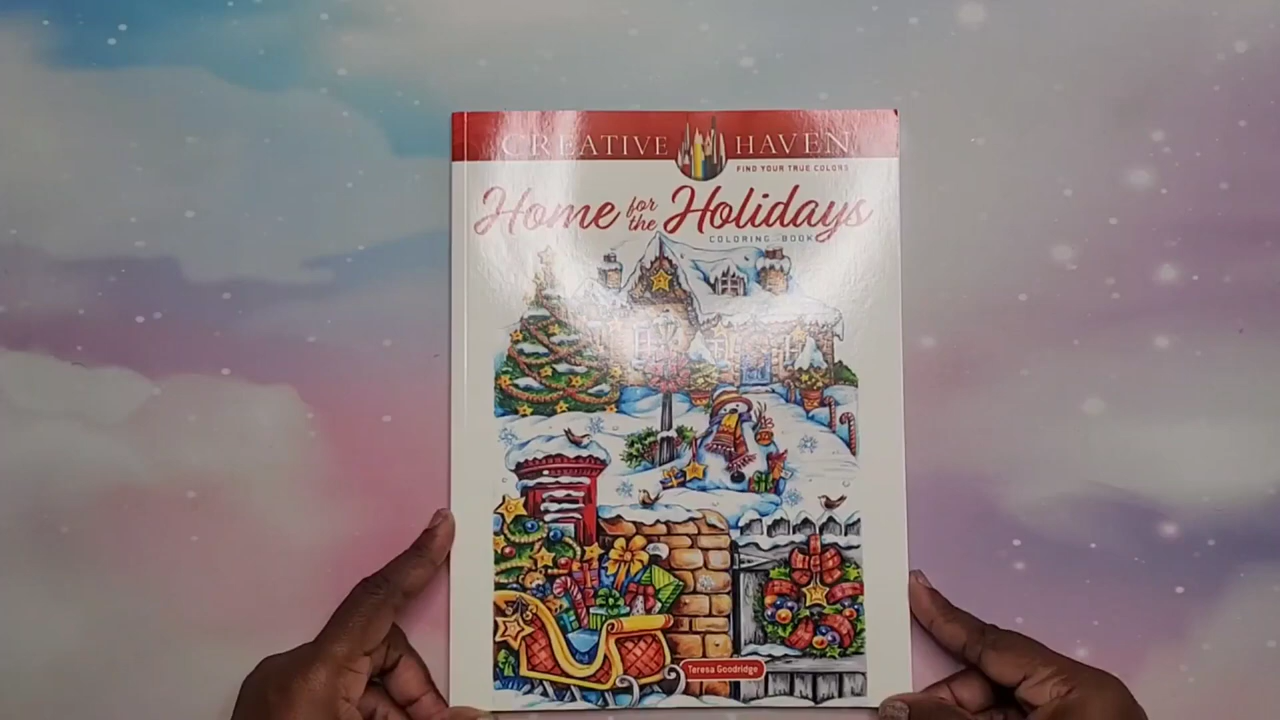 CREATIVE HAVEN
FIND YOUR TRUE COLORS
Home for the Holidays
COLORING BOOK
Teresa Goodridge